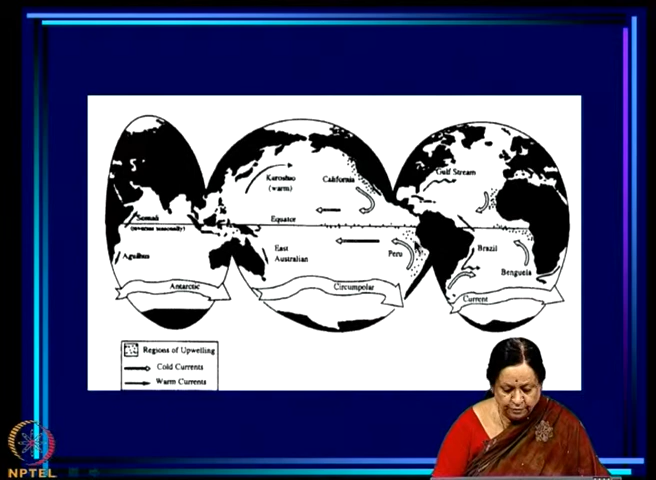 Gulf Stream
Kuroshio
(warm)
California
Somali
(reverses seasonally)
Equator
East
Australian
Peru
Brazil
Agulhus
Benguela
Antarctic
Circumpolar
Current
Regions of Upwelling
Cold Currents
Warm Currents
NPTEL